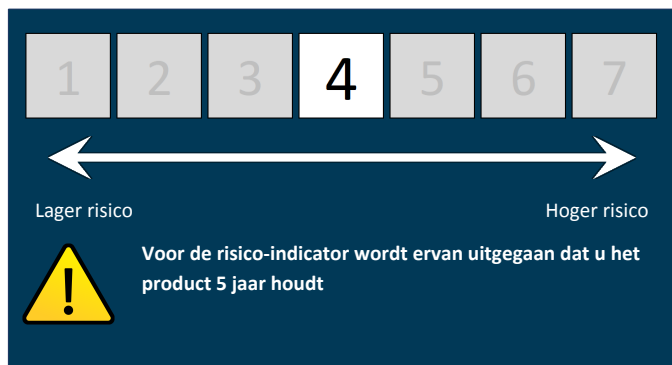 1 2 3 4 5 6 7
Lager risico Hoger risico
Voor de risico-indicator wordt ervan uitgegaan dat u het
product 5 jaar houdt